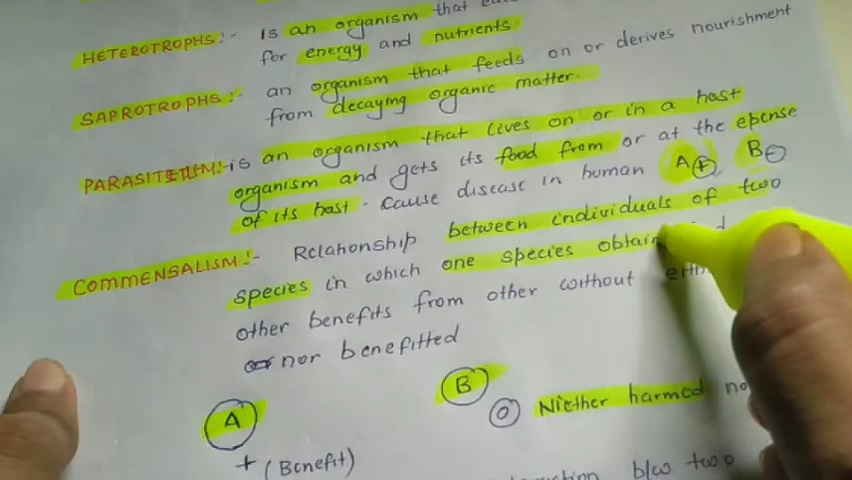 HETEROTROPHS:- is an organism that
for energy and nutrients.
SAPROTROPHS:- an organism that feeds on or derives nourishment
from decaying organic matter.
is an organism that lives on or in a host
organism and gets its food from or at the epense
of its host - cause disease in human A+, B-
COMMENSALISM:- Relationship between individuals of two
species in which one species obtain
other benefits from other without
nor benefitted
A B
O Niether harmed no
+ (Benefit)
b/w two